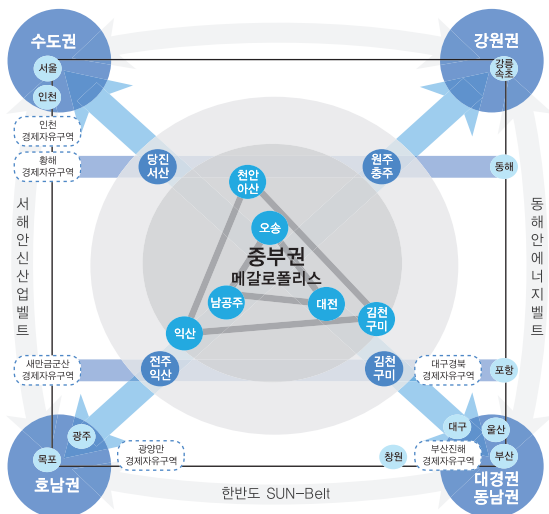 수도권
서울
인천
인천
경제자유구역
황해
경제자유구역
당진
서산
강원권
강릉
속초
원주
충주
동해
천안
아산
오송
중부권
메갈로폴리스
남공주
대전
익산
김천
구미
서해안신산업벨트
동해안에너지벨트
새만금군산
경제자유구역
전주
익산
김천
구미
대구경북
경제자유구역
포항
광주
목포
호남권
광양만
경제자유구역
창원
대구
울산
부산진해
경제자유구역
부산
대경권
동남권
한반도 SUN-Belt